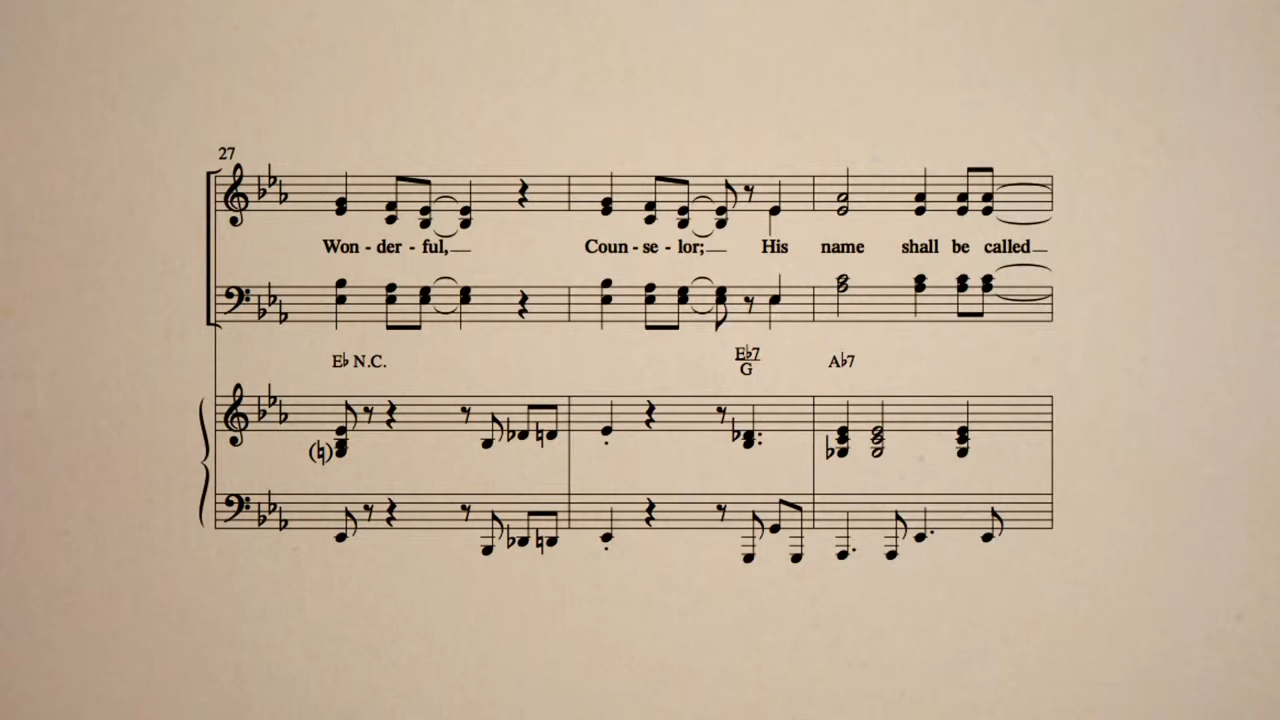 27
Won - der - ful,
Coun - se - lor; His name shall be called
E♭ N.C. E♭7/G A♭7